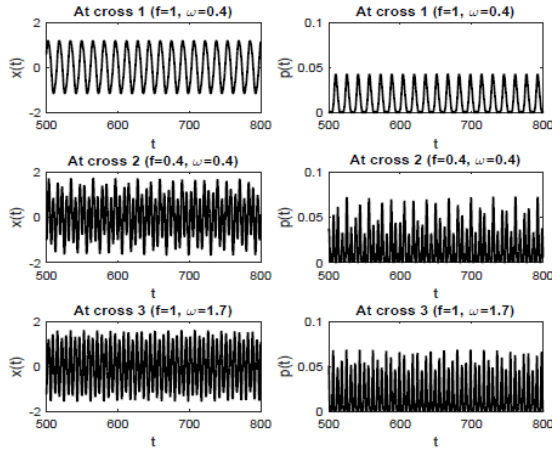 At cross 1 (f=1, ω=0.4)
2
0
-2
x(t)
500
600
700
800
t
At cross 1 (f=1, ω=0.4)
0.1
0.05
0
p(t)
500
600
700
800
t
At cross 2 (f=0.4, ω=0.4)
2
0
-2
x(t)
500
600
700
800
t
At cross 2 (f=0.4, ω=0.4)
0.1
0.05
0
p(t)
500
600
700
800
t
At cross 3 (f=1, ω=1.7)
2
0
-2
x(t)
500
600
700
800
t
At cross 3 (f=1, ω=1.7)
0.1
0.05
0
p(t)
500
600
700
800
t